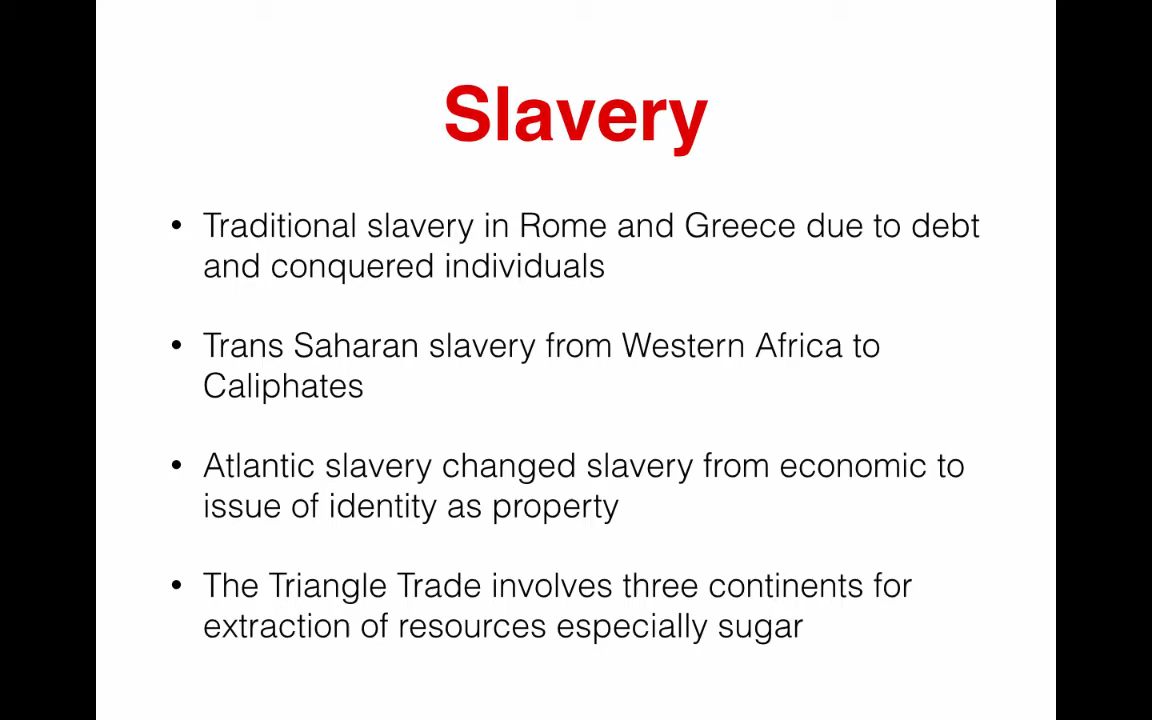 Slavery
• Traditional slavery in Rome and Greece due to debt
and conquered individuals
• Trans Saharan slavery from Western Africa to
Caliphates
• Atlantic slavery changed slavery from economic to
issue of identity as property
• The Triangle Trade involves three continents for
extraction of resources especially sugar